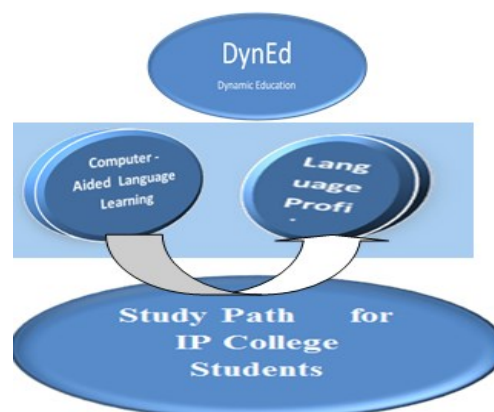 DynEd
Dynamic Education
Computer -
Aided Language
Learning
Lang
uage
Profi
Study Path for
IP College
Students